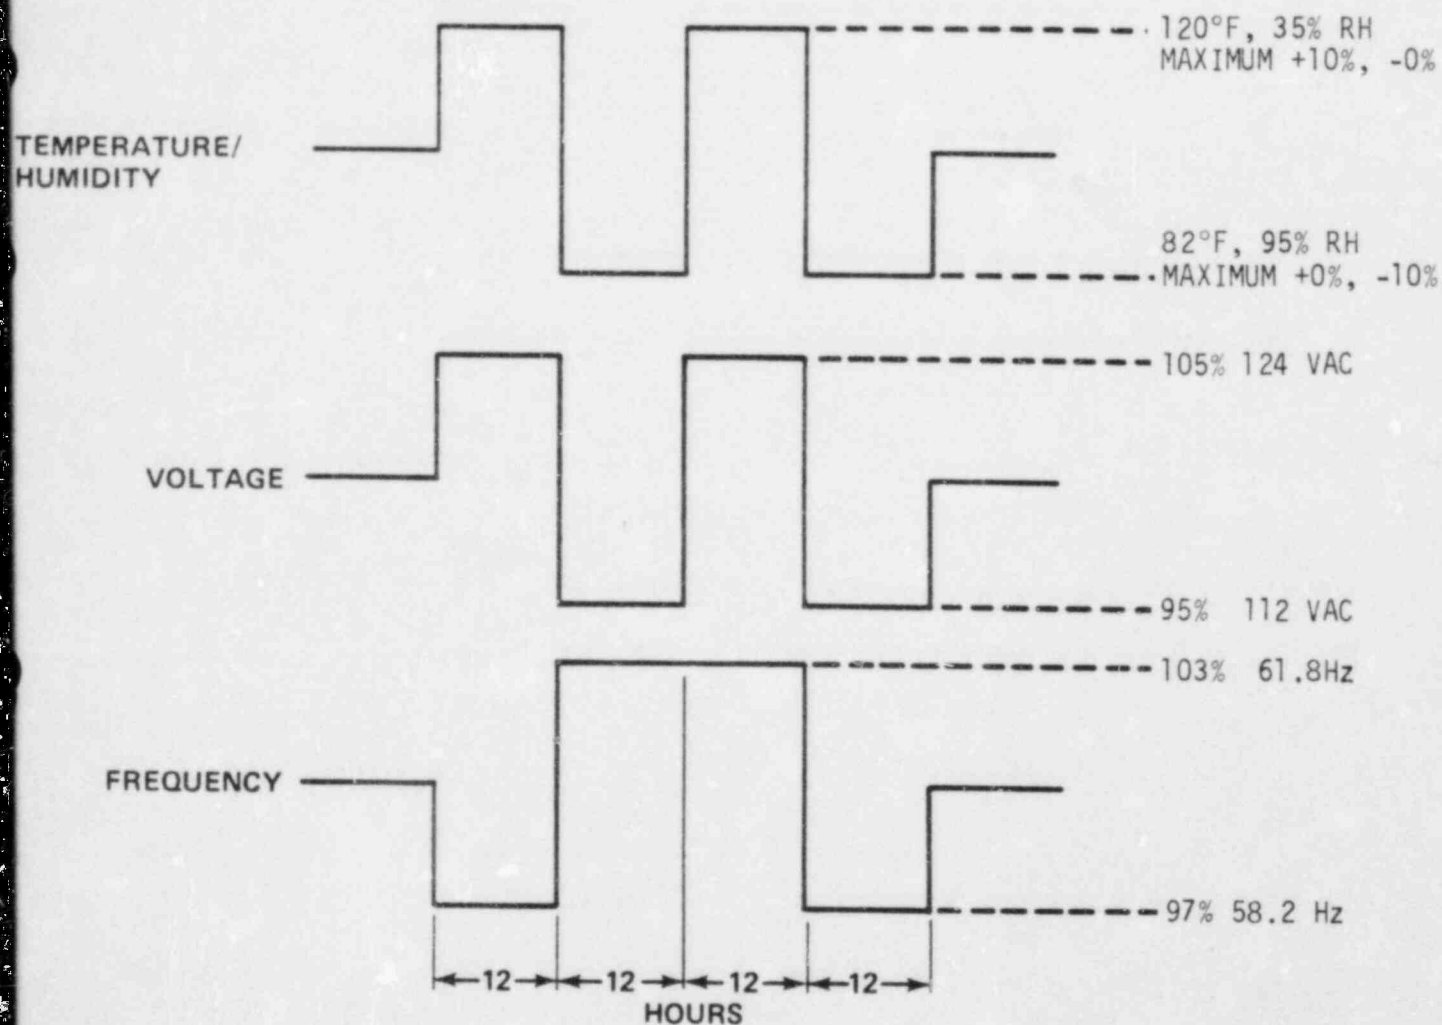 120°F, 35% RH
MAXIMUM +10%, -0%
TEMPERATURE/
HUMIDITY
82°F, 95% RH
MAXIMUM +0%, -10%
105% 124 VAC
VOLTAGE
95% 112 VAC
103% 61.8Hz
FREQUENCY
97% 58.2 Hz
12 12 12 12
HOURS